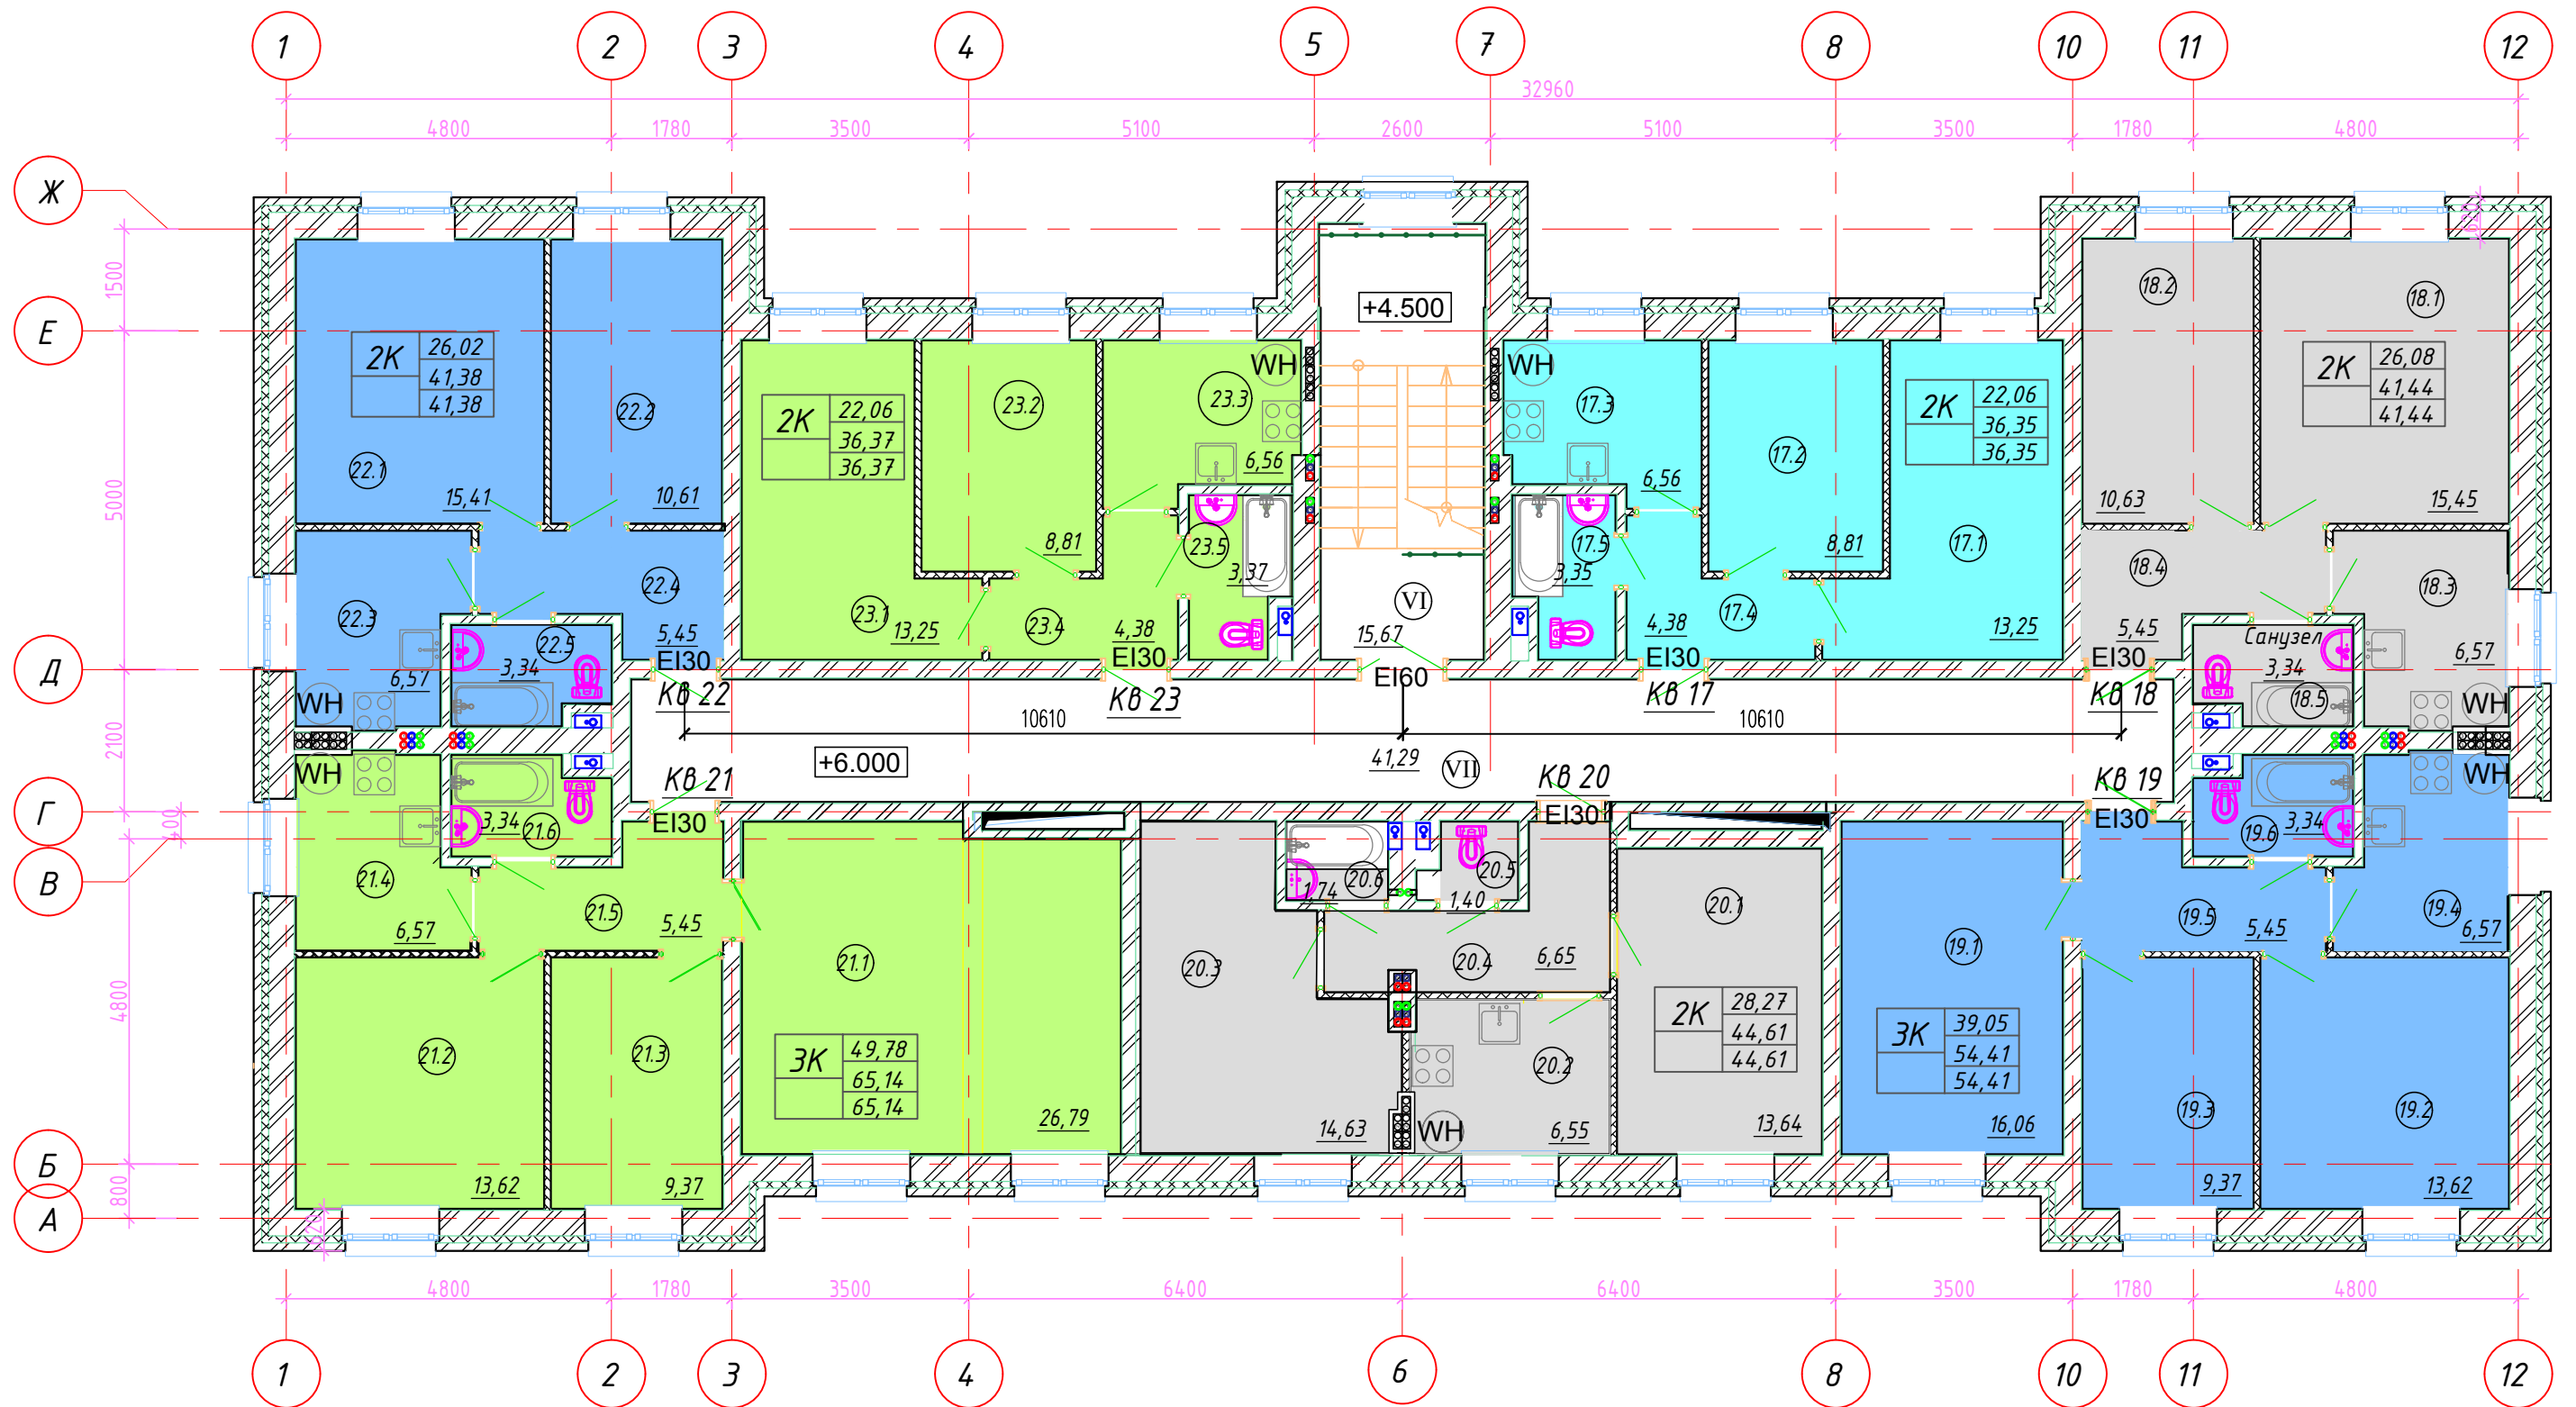 1 2 3 4 5 7 8 10 11 12
32960
4800 1780 3500 5100 2600 5100 3500 1780 4800
Ж
Е
Д
Г
В
Б
А
1500
5000
2100
400
4800
800
620
620
2К 26,02
41,38
41,38
22.1
15,41
22.2
10,61
22.3
6,57
22.4
5,45
22.5
3,34
WH
EI30
Кв 22
2К 22,06
36,37
36,37
23.1
13,25
23.2
8,81
23.3
6,56
23.4
4,38
23.5
3,37
WH
EI30
Кв 23
+4.500
VI
15,67
EI60
WH
17.3
6,56
17.5
3,35
17.2
8,81
17.4
4,38
17.1
13,25
2К 22,06
36,35
36,35
EI30
Кв 17
18.2
10,63
18.1
15,45
2К 26,08
41,44
41,44
18.4
5,45
18.3
6,57
Санузел
3,34
18.5
WH
EI30
Кв 18
10610 10610
+6.000
41,29
VII
Кв 21
EI30
WH
21.4
6,57
3,34
21.6
21.5
5,45
21.2
13,62
21.3
9,37
21.1
26,79
3К 49,78
65,14
65,14
Кв 20
EI30
20.6
1,74
20.5
1,40
20.3
14,63
20.4
6,65
20.2
6,55
WH
20.1
13,64
2К 28,27
44,61
44,61
Кв 19
EI30
19.1
16,06
3К 39,05
54,41
54,41
19.6
3,34
19.5
5,45
19.4
6,57
WH
19.3
9,37
19.2
13,62
4800 1780 3500 6400 6400 3500 1780 4800
1 2 3 4 6 8 10 11 12